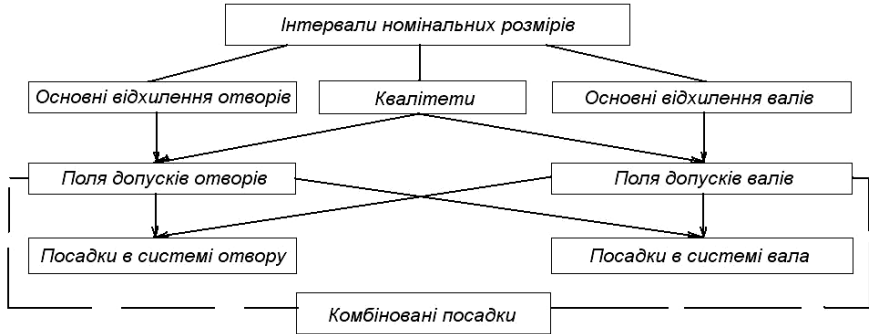 Інтервали номінальних розмірів
Основні відхилення отворів
Квалітети
Основні відхилення валів
Поля допусків отворів
Поля допусків валів
Посадки в системі отвору
Посадки в системі вала
Комбіновані посадки